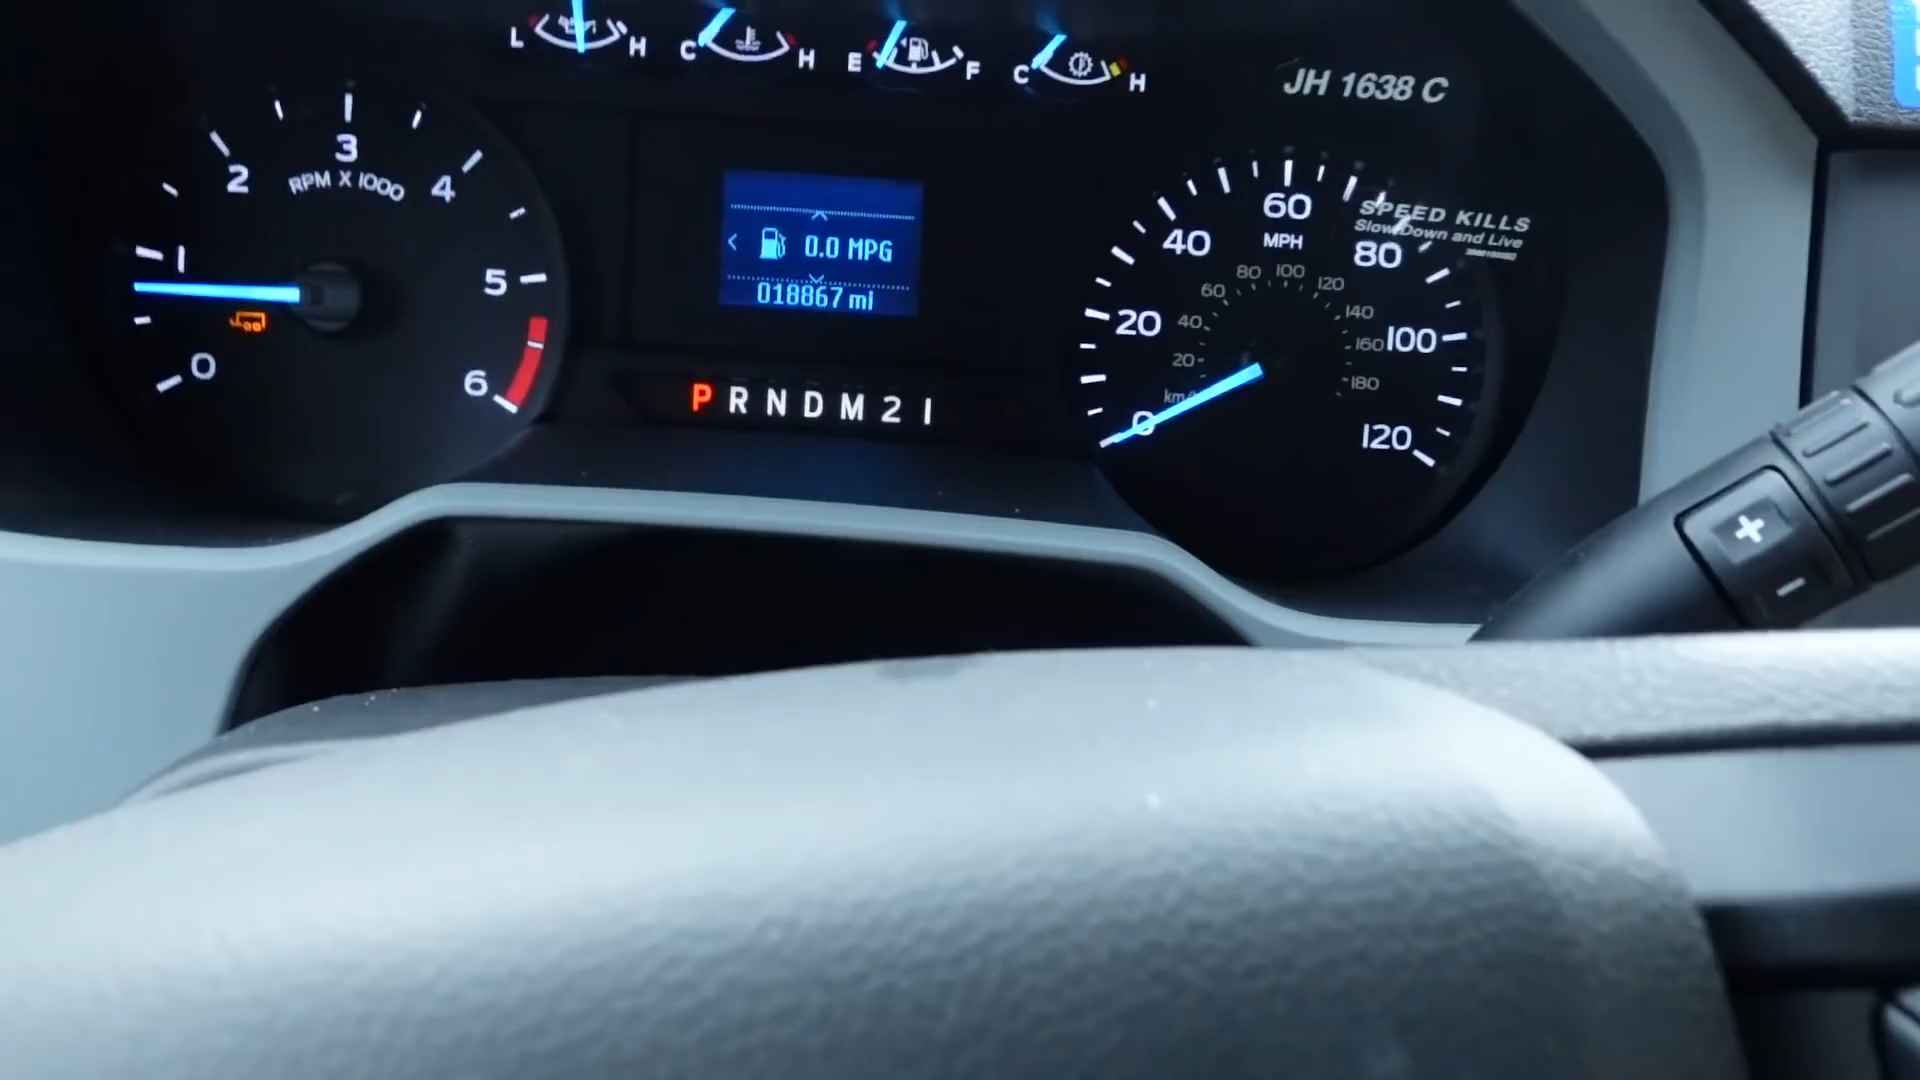 L H
C H
E F
C H
JH 1638 C
0 1 2 3 4 5 6
RPM X 1000
0.0 MPG
018867 mi
P R N D M 2 1
0 20 40 60 80 100 120
MPH
20 40 60 80 100 120 140 160 180
SPEED KILLS
Slow Down and Live
+
-